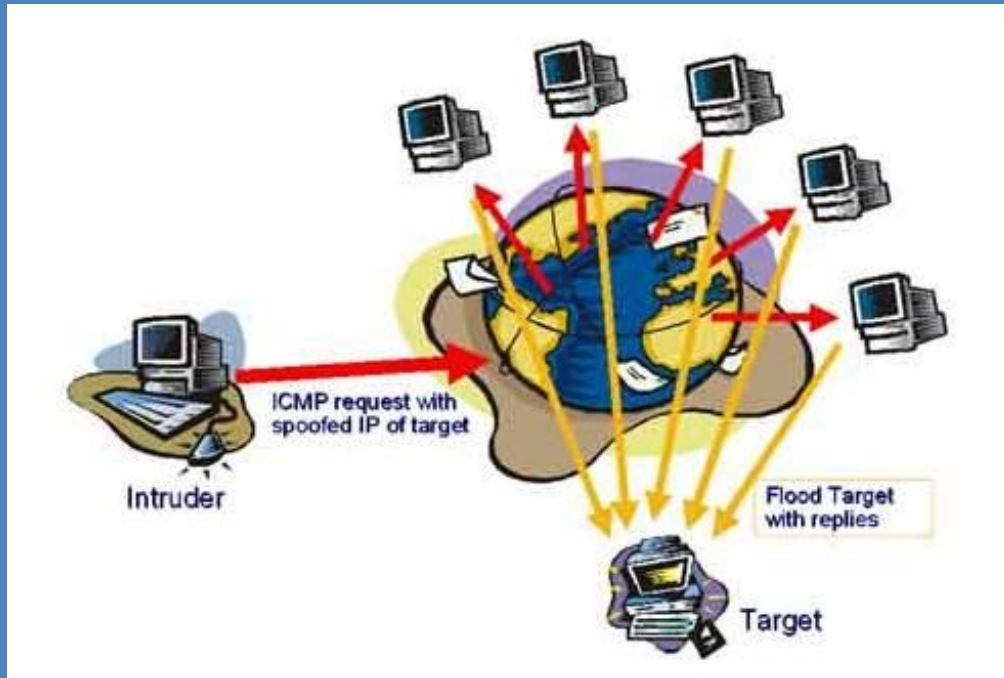 ICMP request with
spoofed IP of target
Intruder
Flood Target
with replies
Target